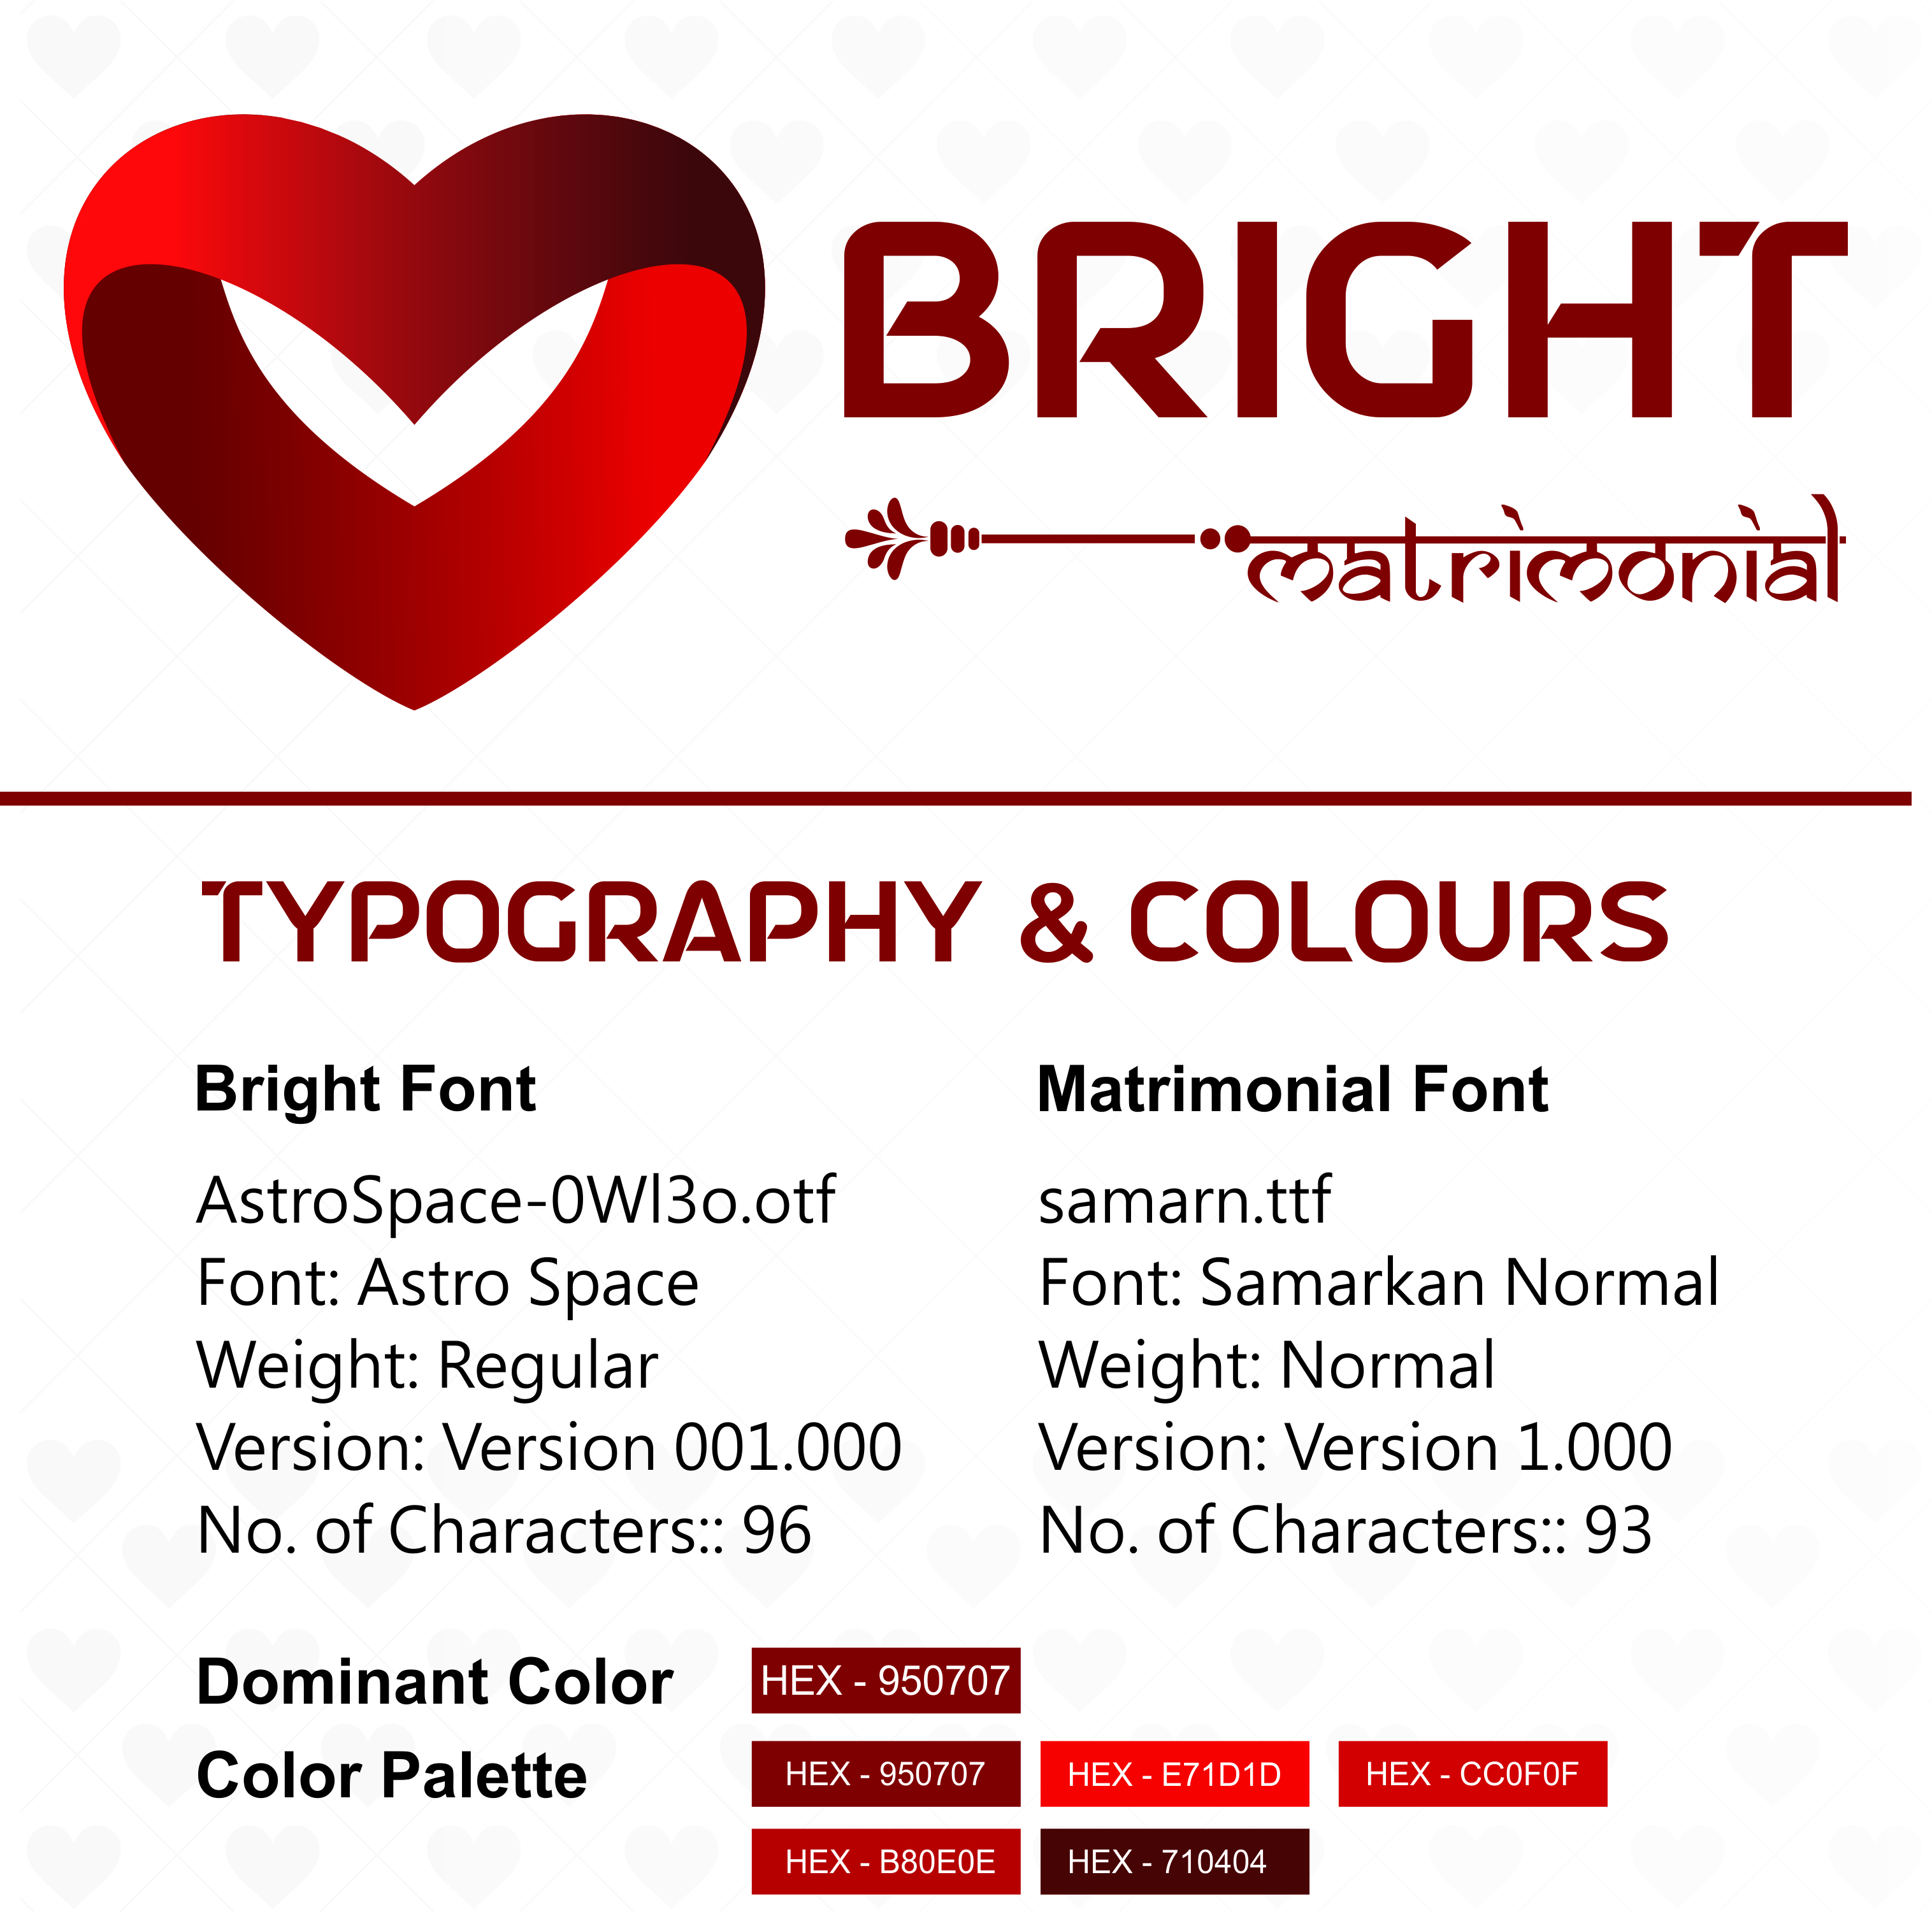 BRIGHT
matrimonial
TYPOGRAPHY & COLOURS
Bright Font
AstroSpace-0Wl3o.otf
Font: Astro Space
Weight: Regular
Version: Version 001.000
No. of Characters:: 96
Matrimonial Font
samarn.ttf
Font: Samarkan Normal
Weight: Normal
Version: Version 1.000
No. of Characters:: 93
Dominant Color
HEX - 950707
Color Palette
HEX - 950707
HEX - E71D1D
HEX - CC0F0F
HEX - B80E0E
HEX - 710404